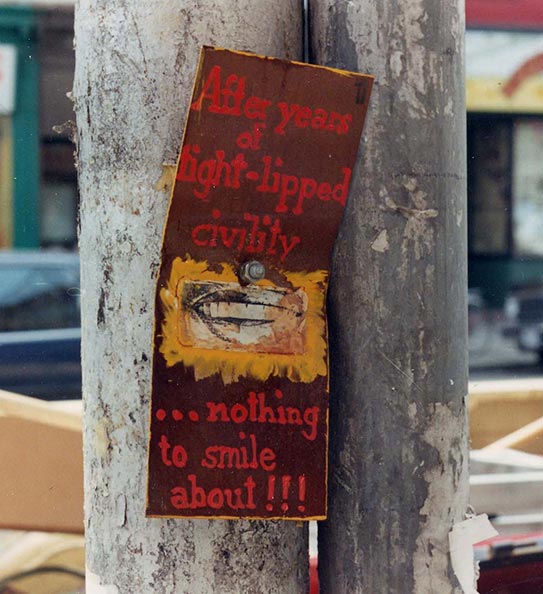 After years
of
tight-lipped
civility
...nothing
to smile
about!!!